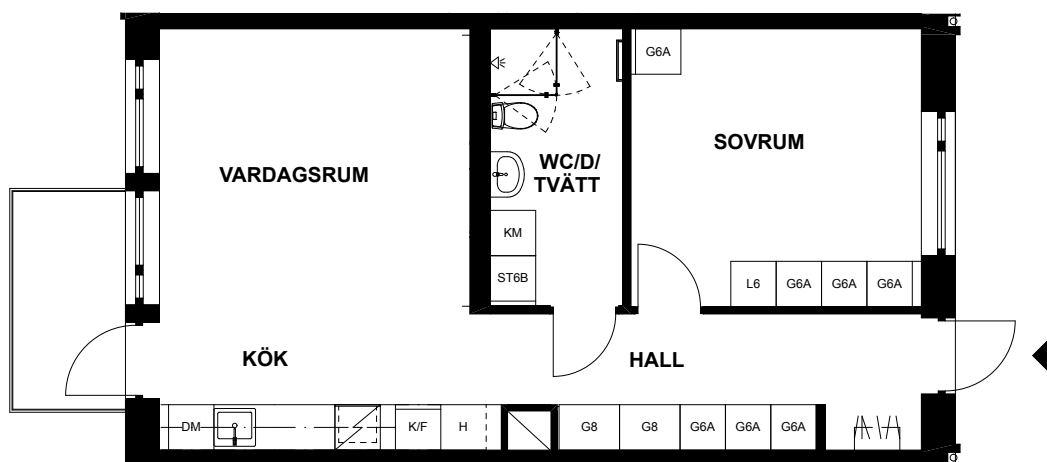 G6A
VARDAGSRUM
WC/D/
TVÄTT
SOVRUM
KM
ST6B
L6 G6A G6A G6A
KÖK
HALL
DM K/F H G8 G8 G6A G6A G6A